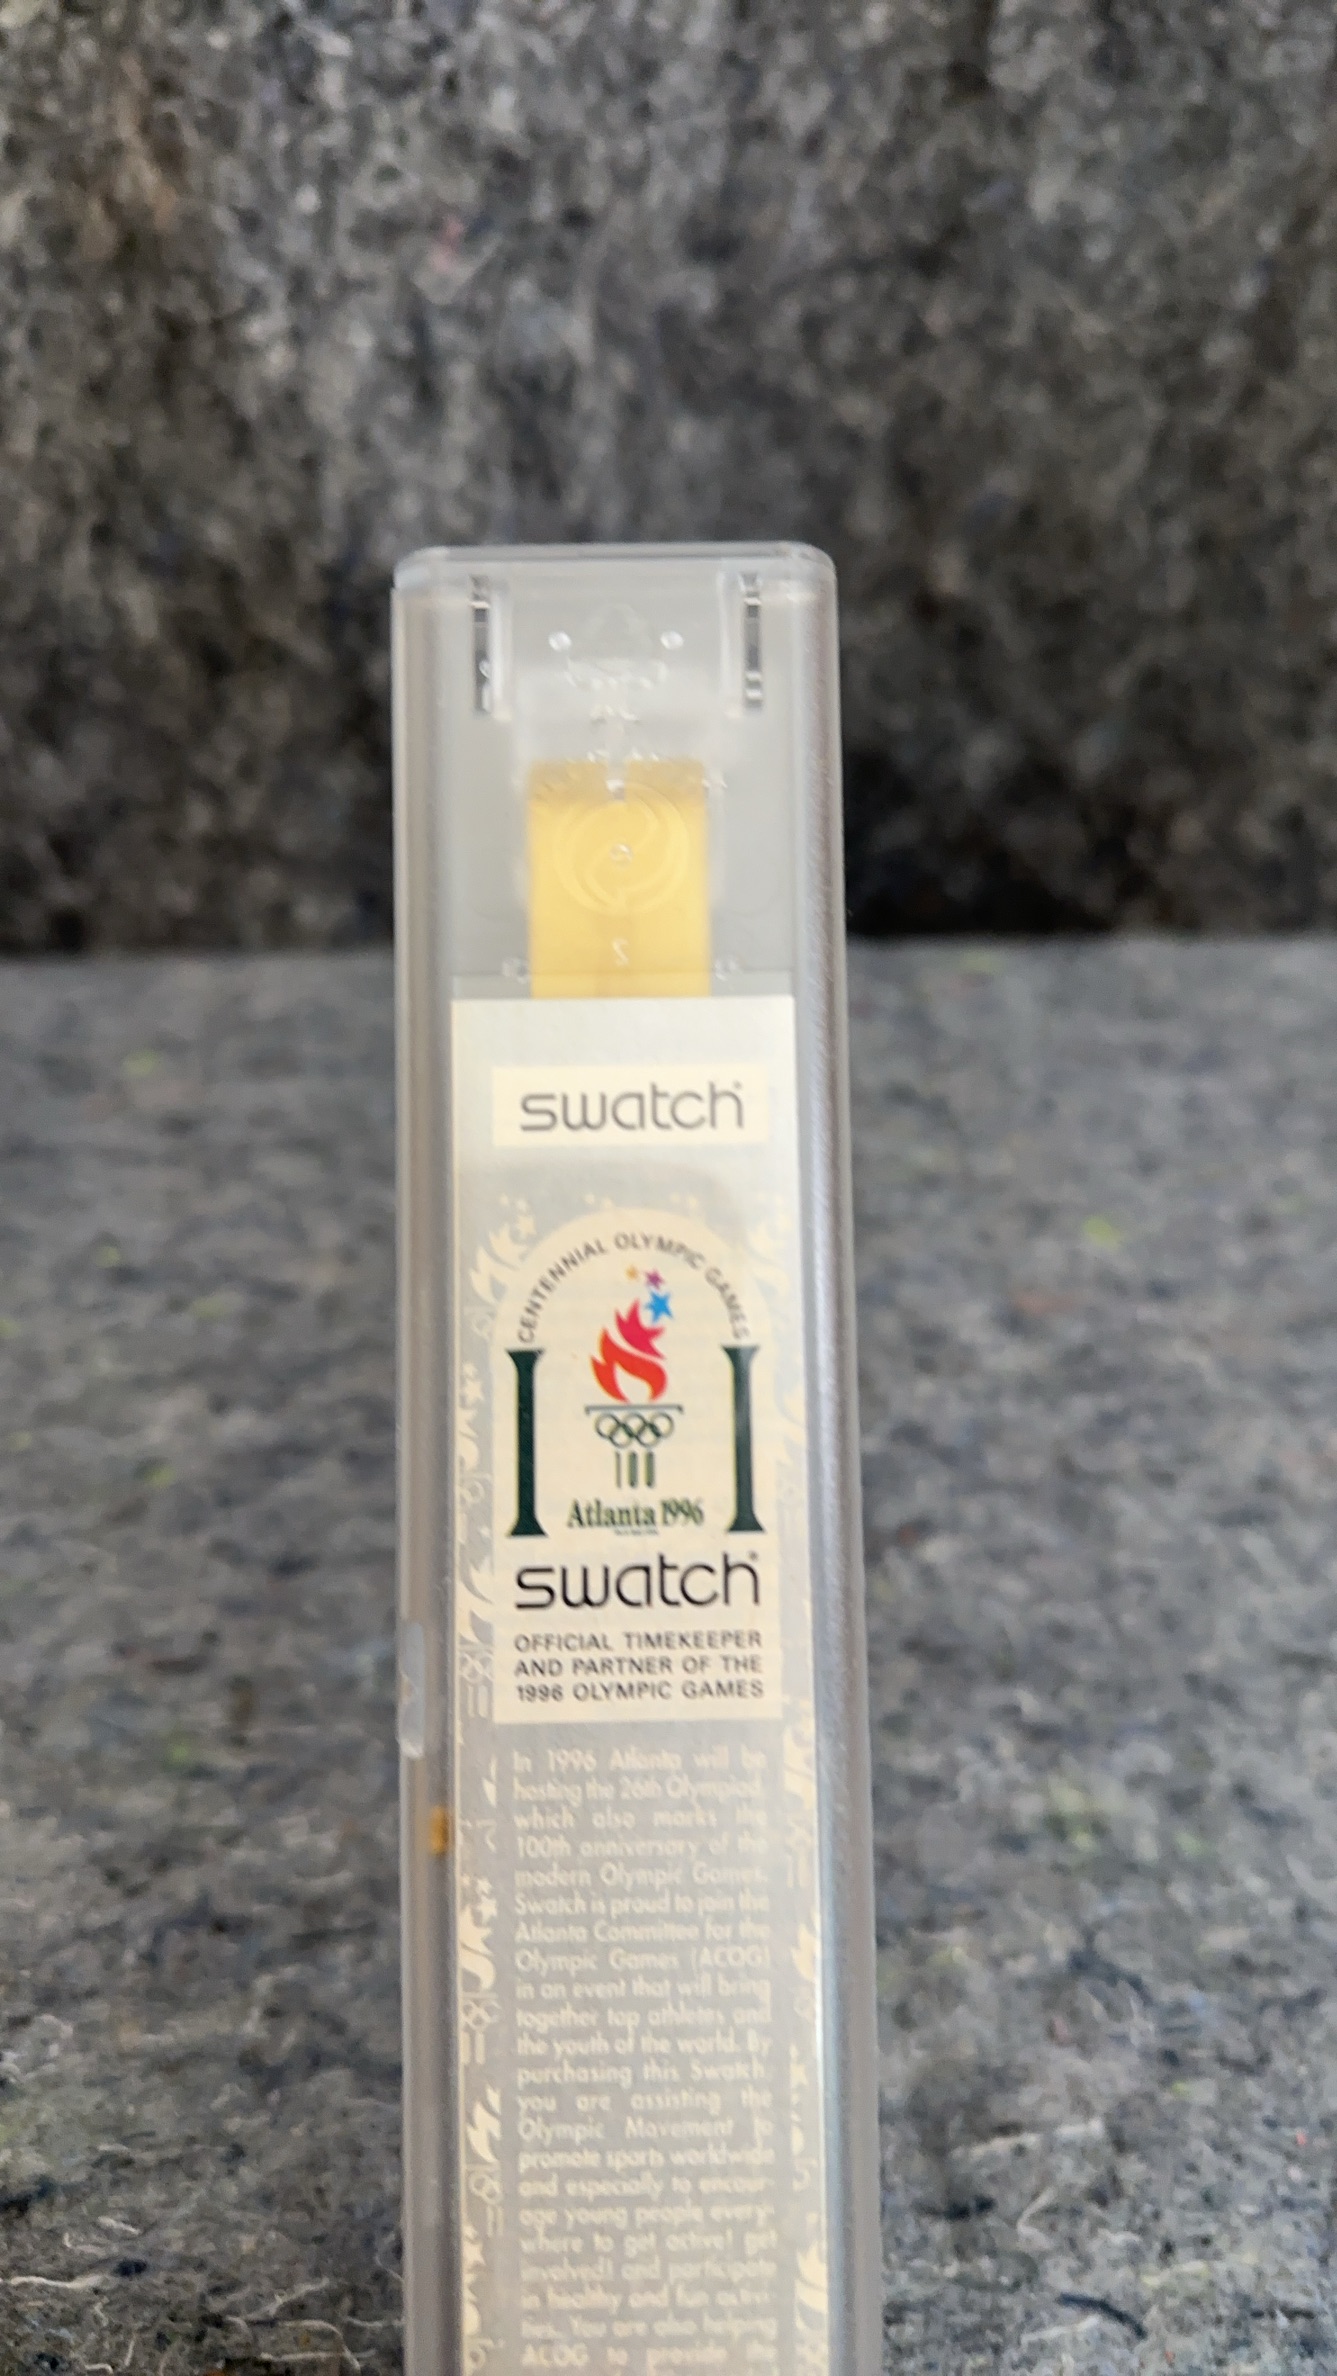 swatch
CENTENNIAL OLYMPIC GAMES
Atlanta 1996
swatch
OFFICIAL TIMEKEEPER
AND PARTNER OF THE
1996 OLYMPIC GAMES
In 1996 Atlanta will be
hosting the 26th Olympiad,
which also marks the
100th anniversary of the
modern Olympic Games.
Swatch is proud to join the
Atlanta Committee for the
Olympic Games (ACOG)
in an event that will bring
together top athletes and
the youth of the world. By
purchasing this Swatch
you are assisting the
Olympic Movement to
promote sports worldwide
and especially to encour-
age young people every-
where to get active! get
involved! and participate
in healthy and fun activi-
ties. You are also helping
ACOG to provide the